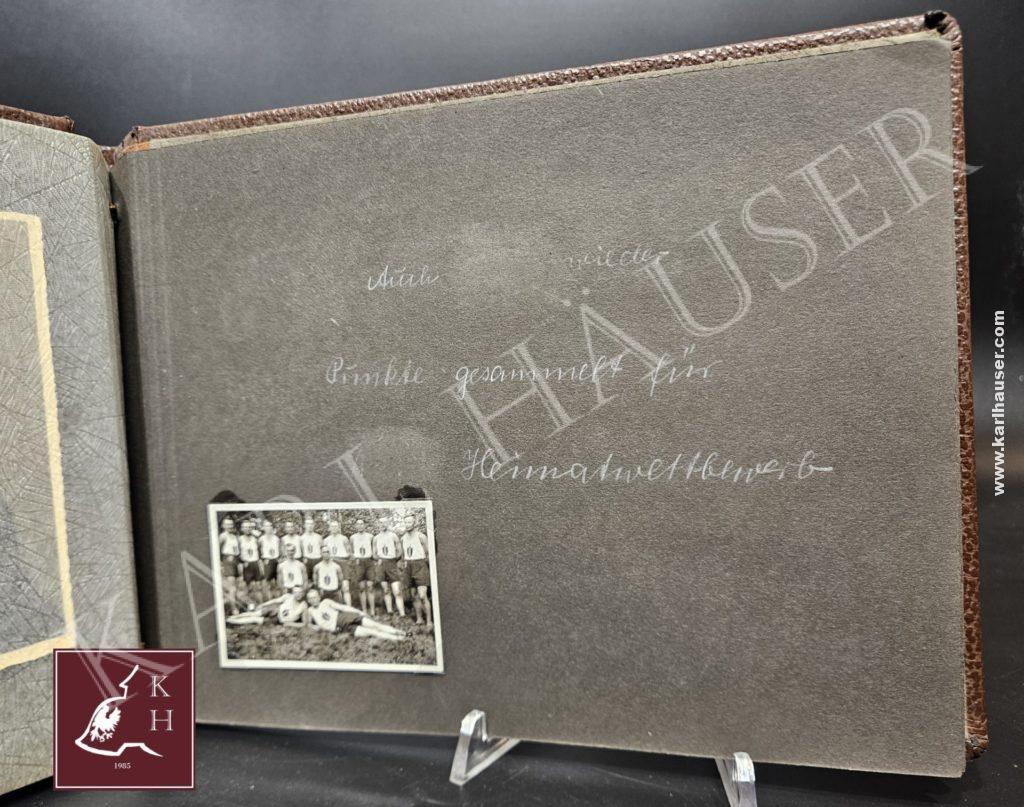 Auch wieder
Punkte gesammelt für
Heimatwettbewerb
KARL HÄUSER
www.karlhauser.com
K
H
1985